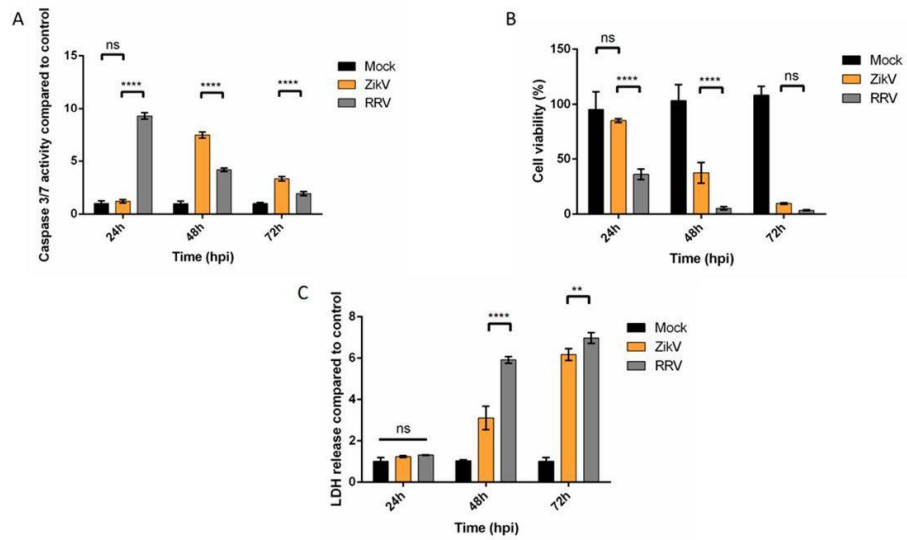 A
Caspase 3/7 activity compared to control
15
10
5
0
ns
****
****
****
Mock
ZikV
RRV
24h
48h
72h
Time (hpi)
B
Cell viability (%)
150
100
50
0
ns
****
****
ns
Mock
ZikV
RRV
24h
48h
72h
Time (hpi)
C
LDH release compared to control
8
6
4
2
0
ns
****
**
Mock
ZikV
RRV
24h
48h
72h
Time (hpi)